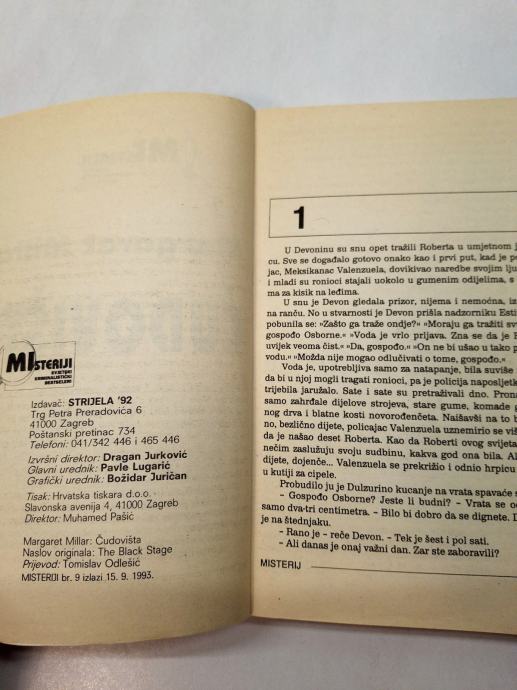 MISTERIJI
SVJETSKI
KRIMINALISTIČKI
BESTSELERI
Izdavač: STRIJELA '92
Trg Petra Preradovića 6
41000 Zagreb
Poštanski pretinac 734
Telefoni: 041/342 446 i 465 446
Izvršni direktor: Dragan Jurković
Glavni urednik: Pavle Lugarić
Grafički urednik: Božidar Juričan
Tisak: Hrvatska tiskara d.o.o.
Slavonska avenija 4, 41000 Zagreb
Direktor: Muhamed Pašić
Margaret Millar: Čudovišta
Naslov originala: The Black Stage
Prijevod: Tomislav Odlešić
MISTERIJI br. 9 izlazi 15. 9. 1993.
1
U Devoninu su snu opet tražili Roberta u umjetnom
cu. Sve se događalo gotovo onako kao i prvi put, kad je
jac, Meksikanac Valenzuela, dovikivao naredbe svojim
i mladi su ronioci stajali uokolo u gumenim odijelima, s
ma za kisik na leđima.
U snu je Devon gledala prizor, nijema i nemoćna,
na ranču. No u stvarnosti je Devon prišla nadzorniku
pobunila se: »Zašto ga traže ondje?« »Moraju ga tražiti
gospođo Osborne.« »Voda je vrlo prijava. Zna se da je
uvijek veoma čist.« »Da, gospođo.« »On ne bi ušao u tako
vodu.« »Možda nije mogao odlučivati o tome, gospođo.«
Voda je, upotrebljiva samo za natapanje, bila suviše
da bi u njoj mogli tragati ronioci, pa je policija naposljetku
trijebila jaružalo. Sate i sate su pretraživali dno.
samo zahrđale dijelove strojeva, stare gume, komade
nog drva i blatne kosti novorođenčeta. Naišavši na to
no, bezlično dijete, policajac Valenzuela uznemirio se
da je našao deset Roberta. Kao da Roberti ovog svijeta
nečim zaslužuju svoju sudbinu, kakva god ona bila.
dijete, dojenče... Valenzuela se prekrižio i odnio hrpicu
u kutiji za cipele.
Probudilo ju je Dulzurino kucanje na vrata spavaće
– Gospođo Osborne? Jeste li budni? – Vrata se
samo dva-tri centimetra. – Bilo bi dobro da se dignete.
je na štednjaku.
– Rano je – reče Devon. – Tek je šest i pol sati.
– Ali danas je onaj važni dan. Zar ste zaboravili?
MISTERIJ